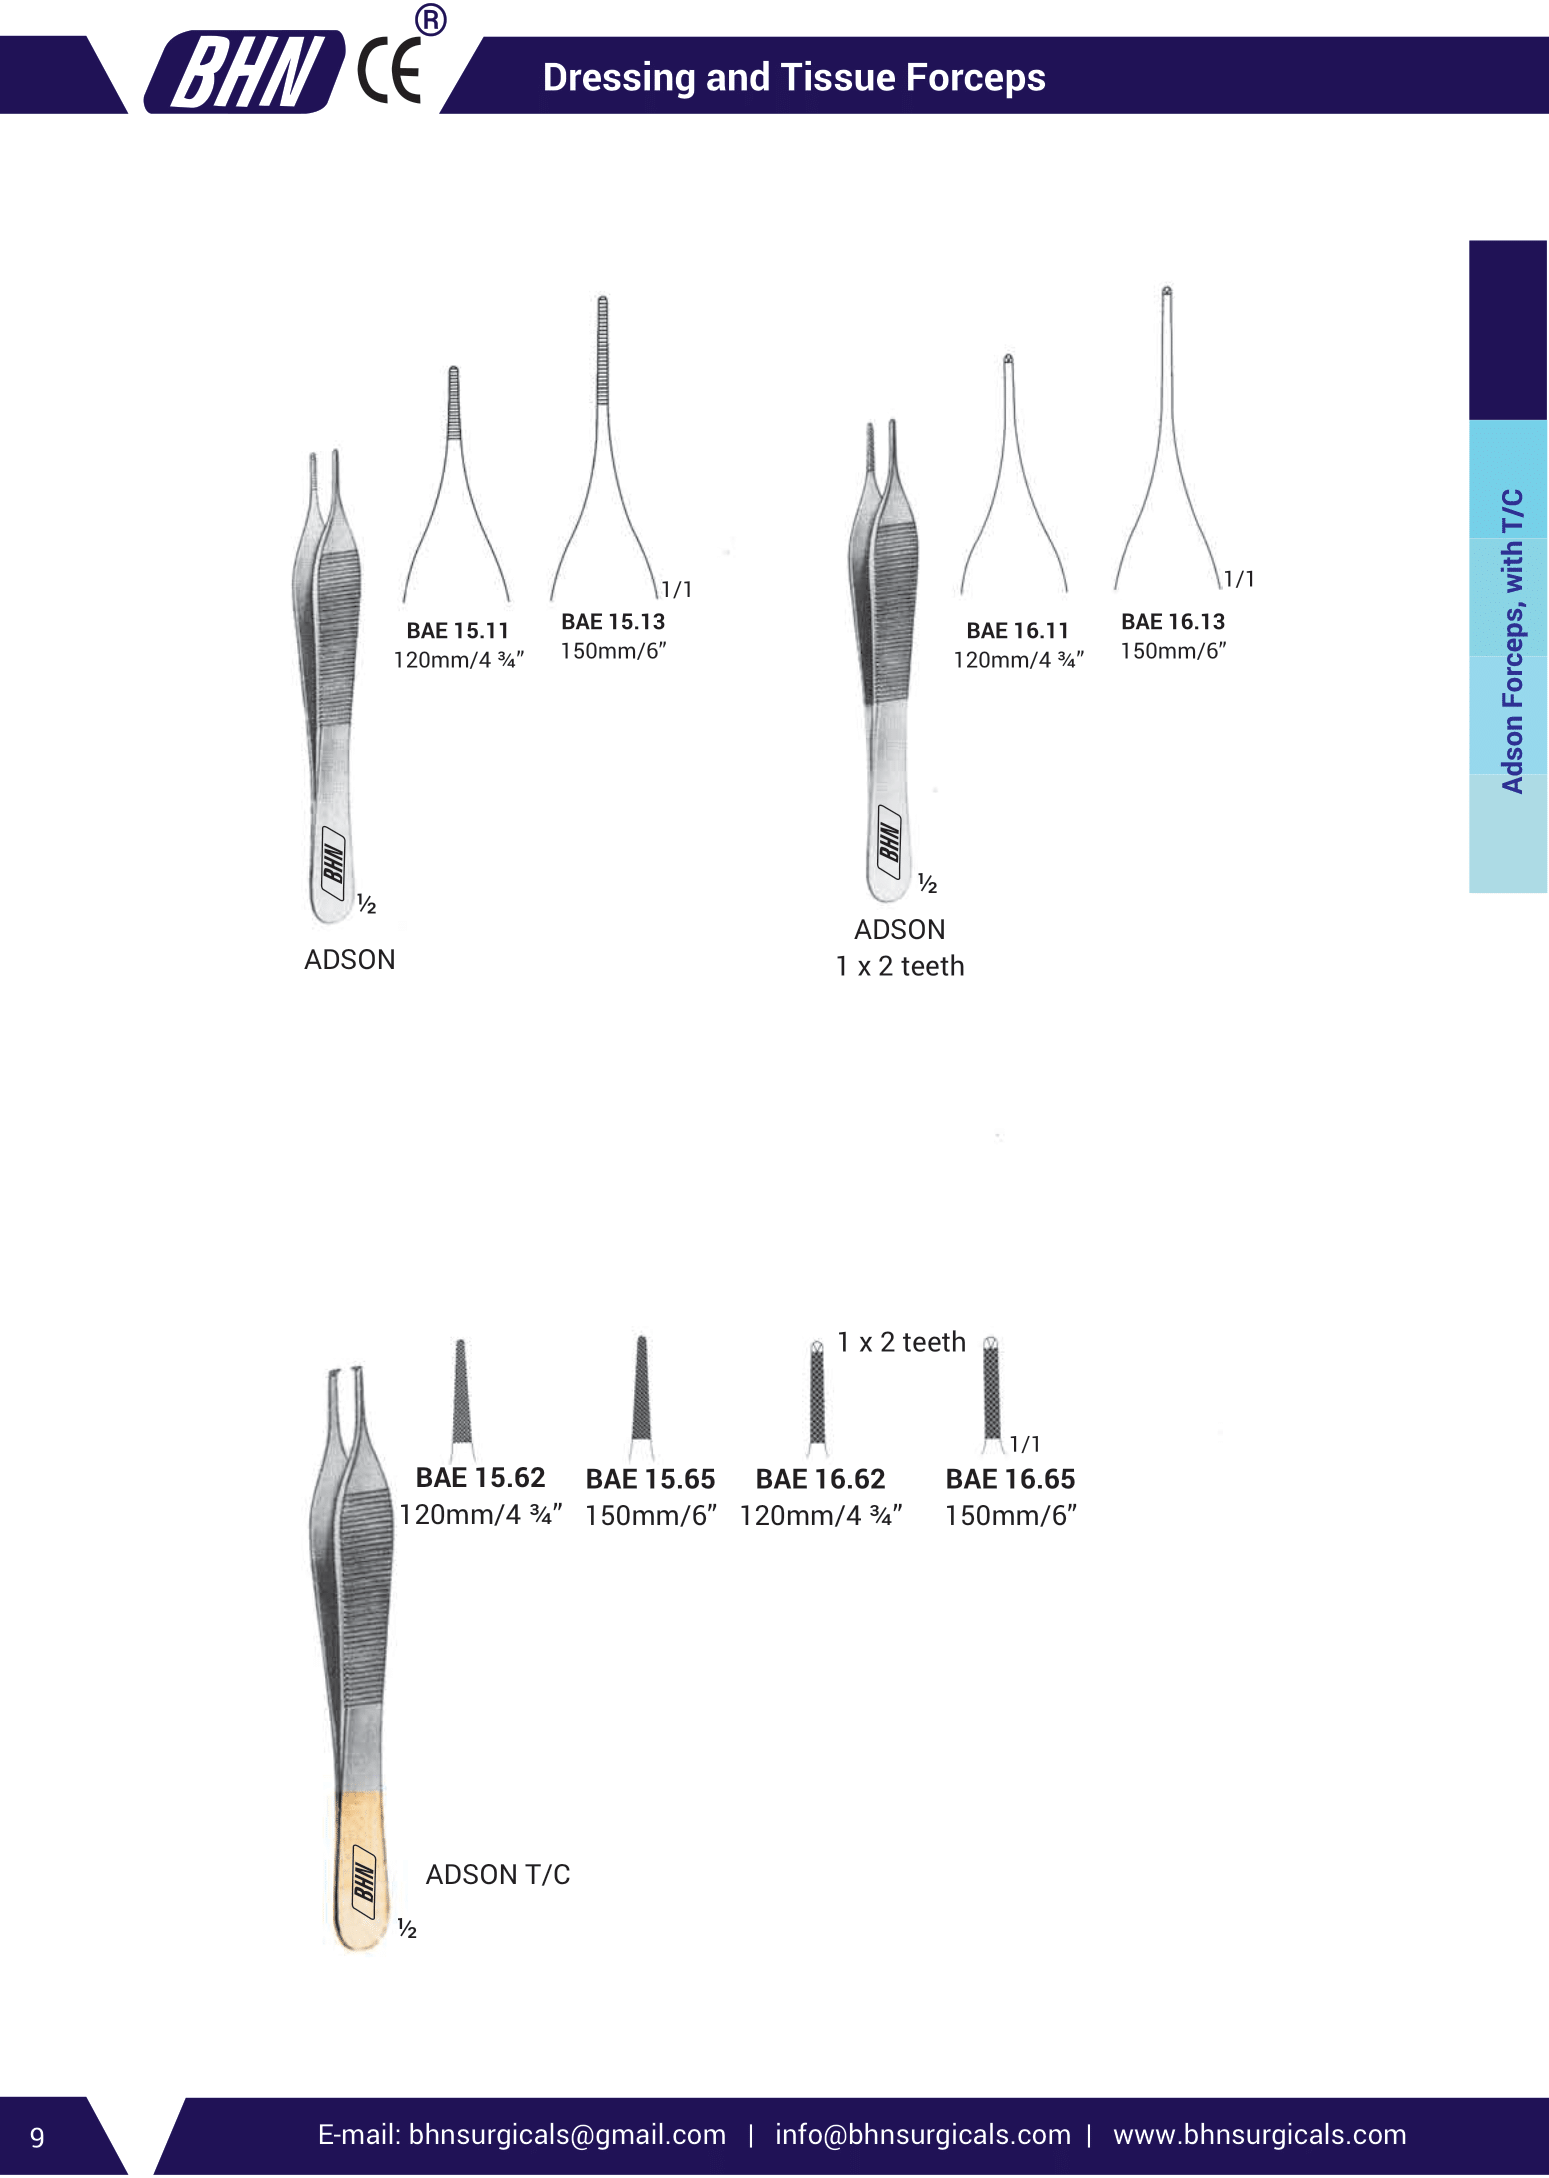 BHN CE ®
Dressing and Tissue Forceps
Adson Forceps, with T/C
1/1
BAE 15.11
120mm/4 ¾”
BAE 15.13
150mm/6”
BHN
½
ADSON
1/1
BAE 16.11
120mm/4 ¾”
BAE 16.13
150mm/6”
BHN
½
ADSON
1 x 2 teeth
1 x 2 teeth
1/1
BAE 15.62
120mm/4 ¾”
BAE 15.65
150mm/6”
BAE 16.62
120mm/4 ¾”
BAE 16.65
150mm/6”
BHN
ADSON T/C
½
9
E-mail: bhnsurgicals@gmail.com | info@bhnsurgicals.com | www.bhnsurgicals.com